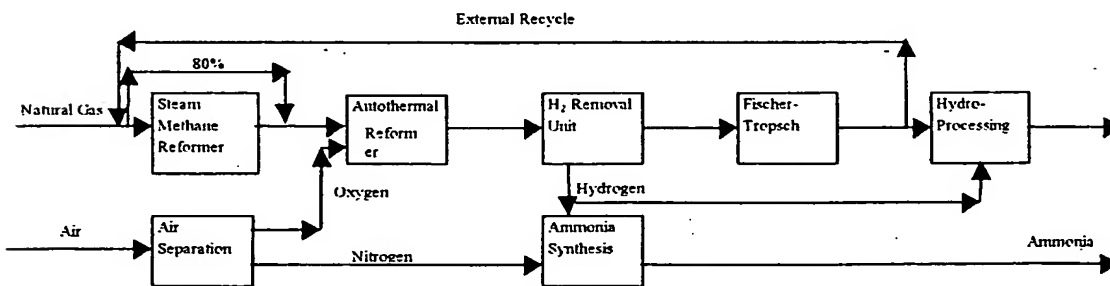 External Recycle
80%
Natural Gas
Steam
Methane
Reformer
Autothermal
Reform
er
H₂ Removal
Unit
Fischer-
Tropsch
Hydro-
Processing
Oxygen
Hydrogen
Air
Air
Separation
Nitrogen
Ammonia
Synthesis
Ammonia